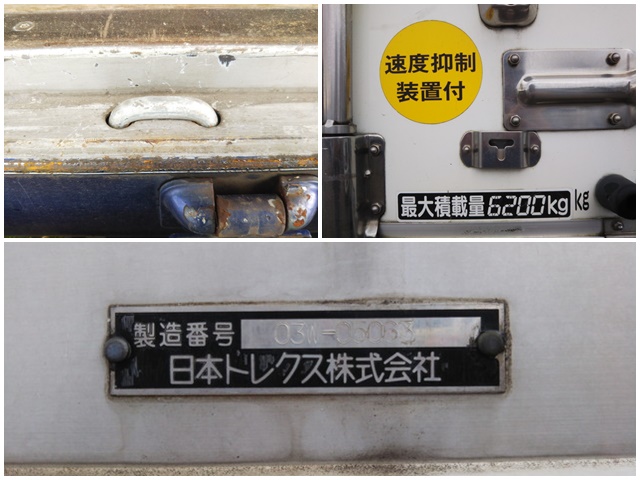 速度抑制
装置付
最大積載量6200kg kg
製造番号
日本トレクス株式会社